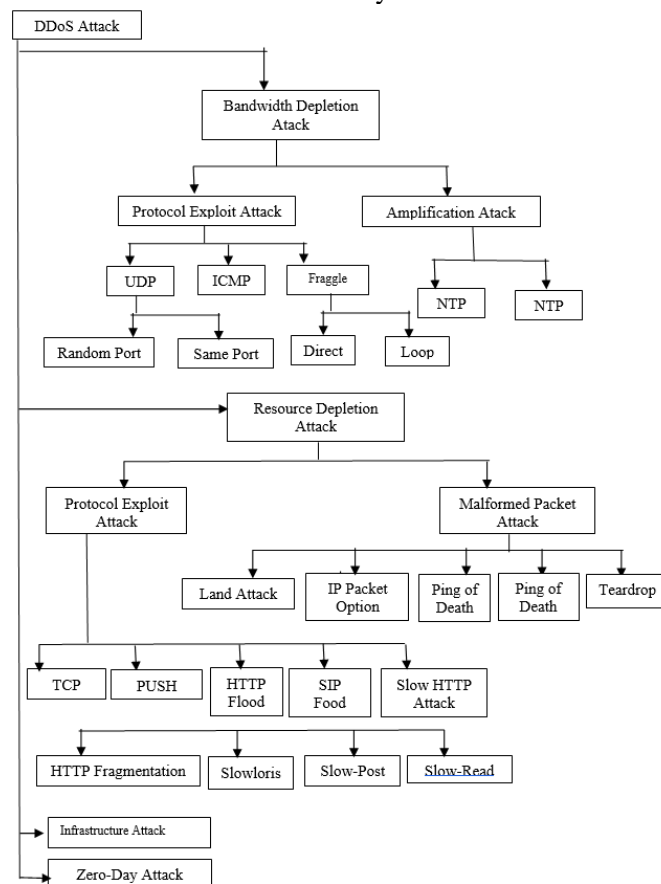 DDoS Attack
Bandwidth Depletion
Atack
Protocol Exploit Attack
Amplification Atack
UDP
ICMP
Fraggle
NTP
NTP
Random Port
Same Port
Direct
Loop
Resource Depletion
Attack
Protocol Exploit
Attack
Malformed Packet
Attack
Land Attack
IP Packet
Option
Ping of
Death
Ping of
Death
Teardrop
TCP
PUSH
HTTP
Flood
SIP
Food
Slow HTTP
Attack
HTTP Fragmentation
Slowloris
Slow-Post
Slow-Read
Infrastructure Attack
Zero-Day Attack